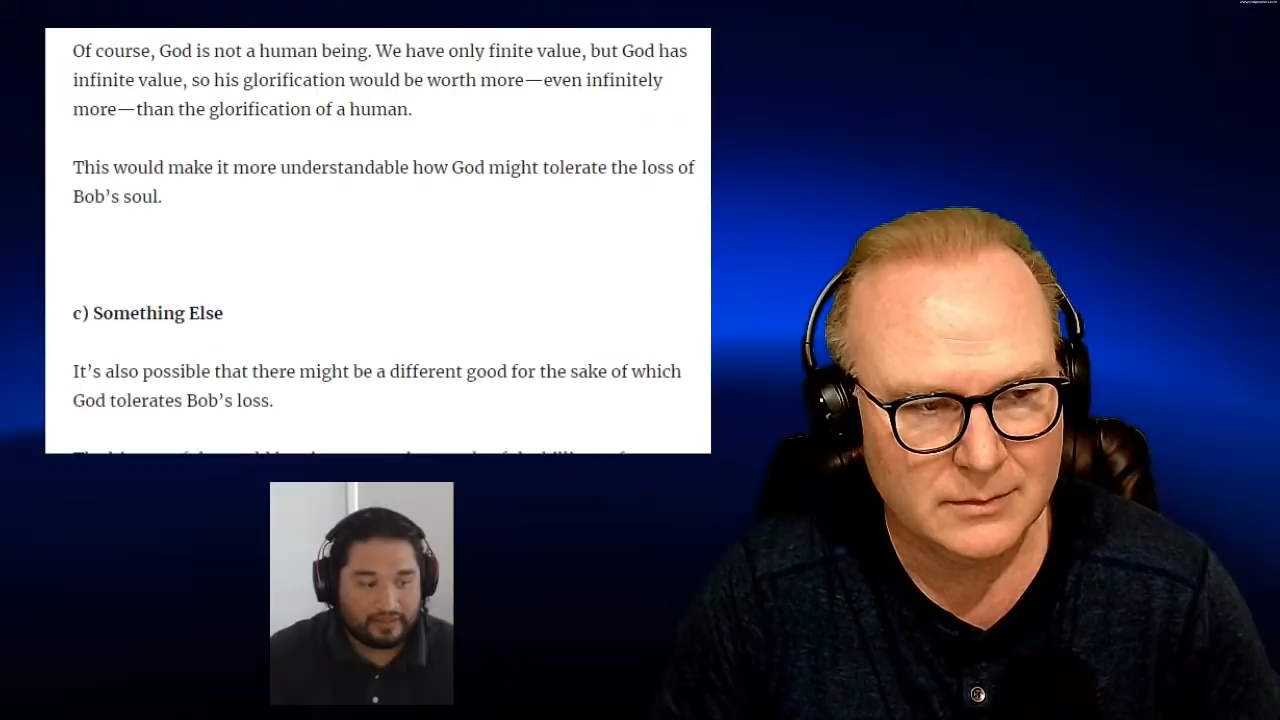 Of course, God is not a human being. We have only finite value, but God has
infinite value, so his glorification would be worth more—even infinitely
more—than the glorification of a human.
This would make it more understandable how God might tolerate the loss of
Bob’s soul.
c) Something Else
It’s also possible that there might be a different good for the sake of which
God tolerates Bob’s loss.